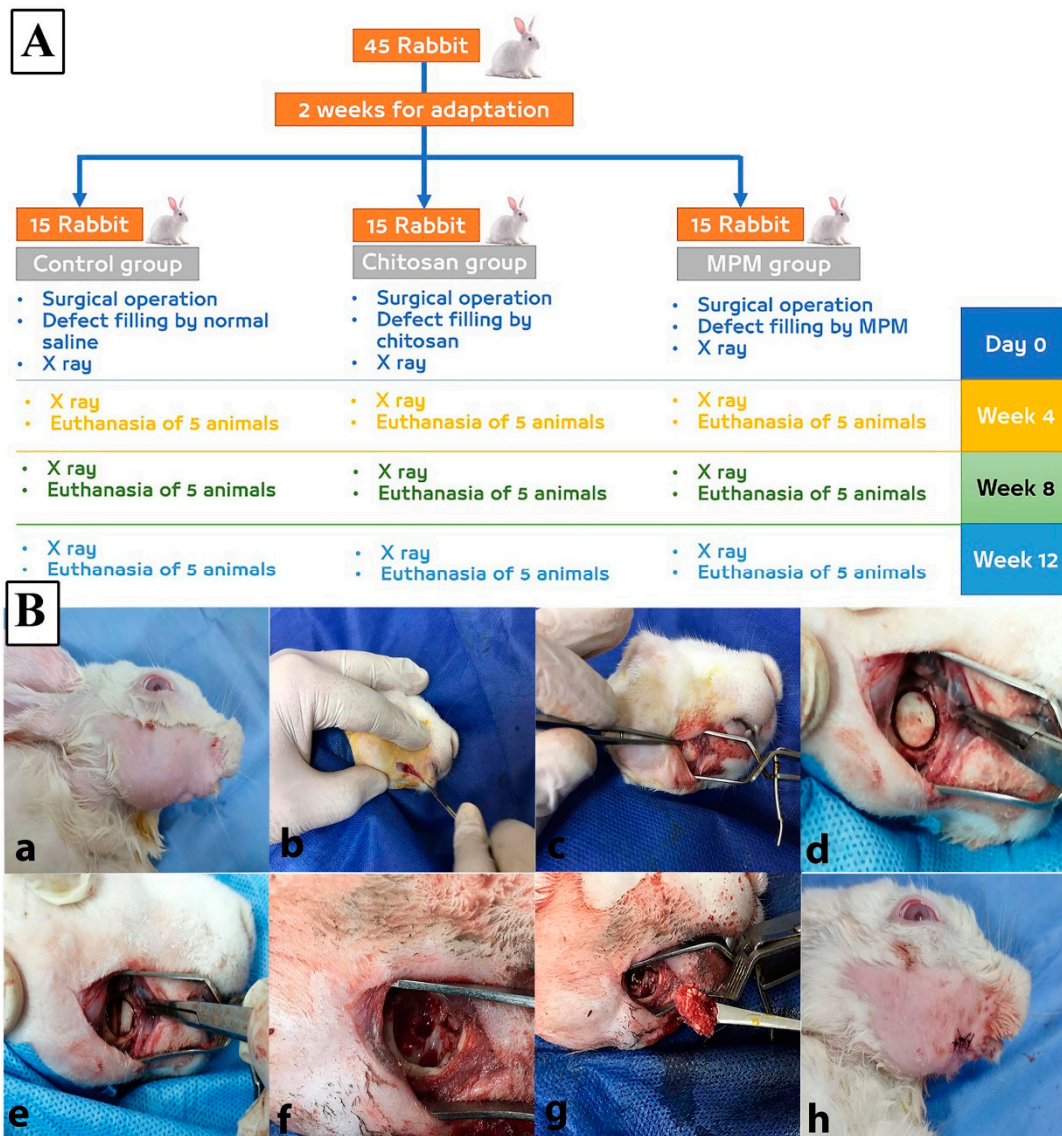 A
45 Rabbit
2 weeks for adaptation
15 Rabbit
15 Rabbit
15 Rabbit
Control group
Chitosan group
MPM group
• Surgical operation
• Defect filling by normal
saline
• X ray
• Surgical operation
• Defect filling by
chitosan
• X ray
• Surgical operation
• Defect filling by MPM
• X ray
Day 0
• X ray
• Euthanasia of 5 animals
• X ray
• Euthanasia of 5 animals
• X ray
• Euthanasia of 5 animals
Week 4
• X ray
• Euthanasia of 5 animals
• X ray
• Euthanasia of 5 animals
• X ray
• Euthanasia of 5 animals
Week 8
• X ray
• Euthanasia of 5 animals
• X ray
• Euthanasia of 5 animals
• X ray
• Euthanasia of 5 animals
Week 12
B
a
b
c
d
e
f
g
h